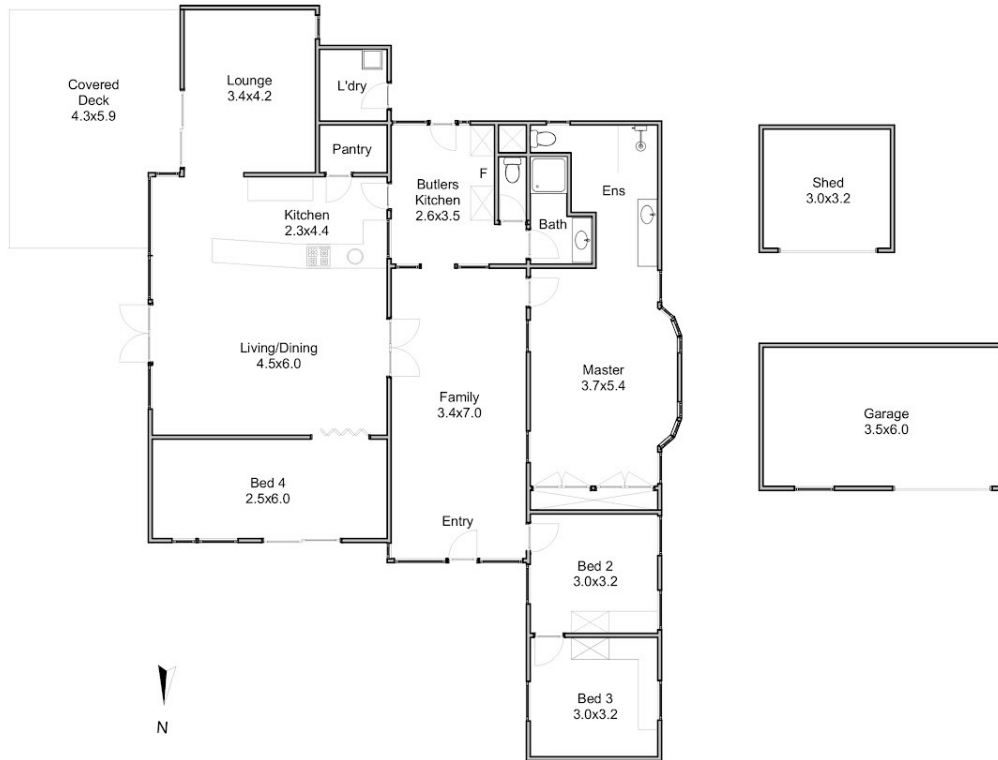 Covered
Deck
4.3x5.9
Lounge
3.4x4.2
L'dry
Pantry
Kitchen
2.3x4.4
Butlers
Kitchen
2.6x3.5
F
Bath
Ens
Shed
3.0x3.2
Living/Dining
4.5x6.0
Family
3.4x7.0
Master
3.7x5.4
Garage
3.5x6.0
Bed 4
2.5x6.0
Entry
Bed 2
3.0x3.2
Bed 3
3.0x3.2
N